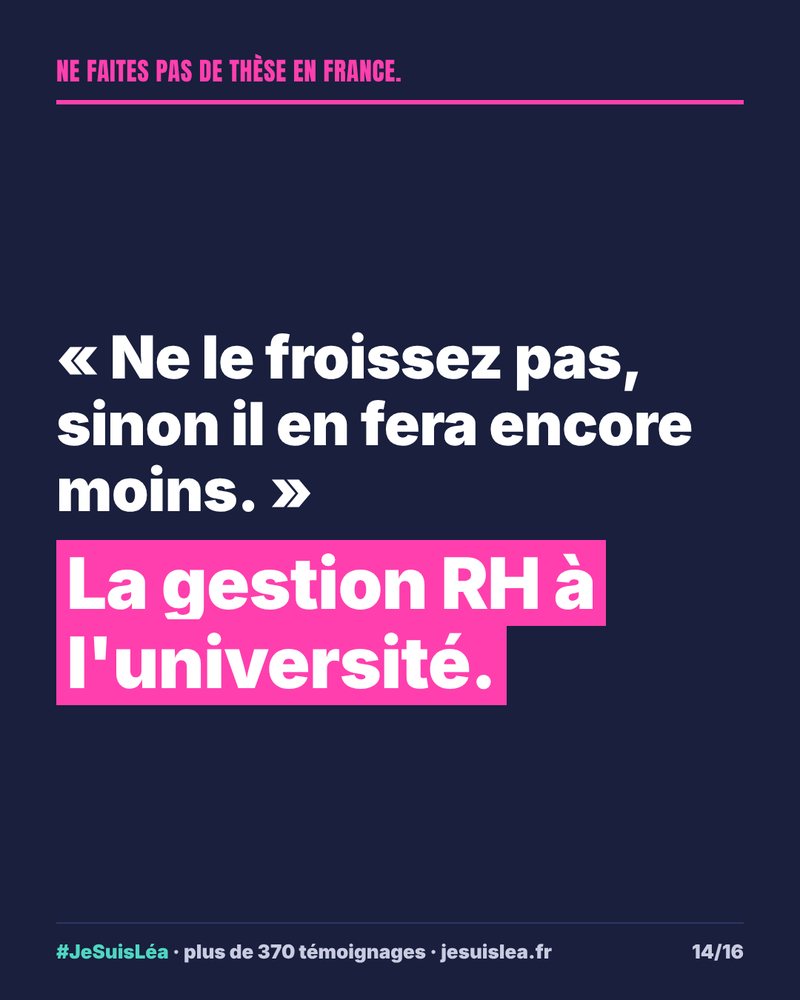 NE FAITES PAS DE THÈSE EN FRANCE.
« Ne le froissez pas,
sinon il en fera encore
moins. »
La gestion RH à
l'université.
#JeSuisLéa · plus de 370 témoignages · jesuislea.fr 14/16